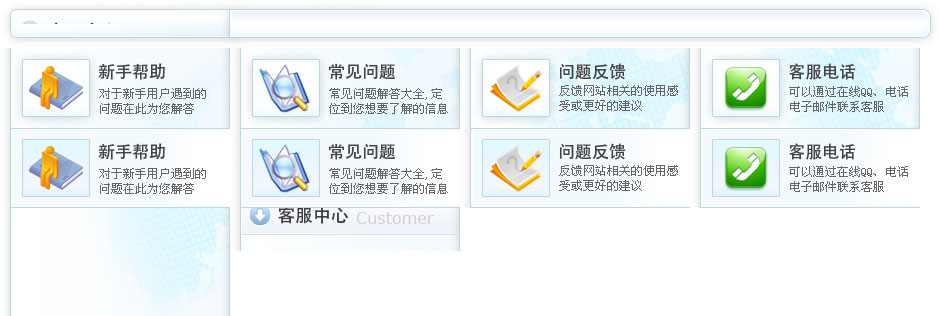 新手帮助
对于新手用户遇到的
问题在此为您解答
常见问题
常见问题解答大全,定
位到您想要了解的信息
问题反馈
反馈网站相关的使用感
受或更好的建议
客服电话
可以通过在线QQ、电话
电子邮件联系客服
新手帮助
对于新手用户遇到的
问题在此为您解答
常见问题
常见问题解答大全,定
位到您想要了解的信息
问题反馈
反馈网站相关的使用感
受或更好的建议
客服电话
可以通过在线QQ、电话
电子邮件联系客服
客服中心 Customer